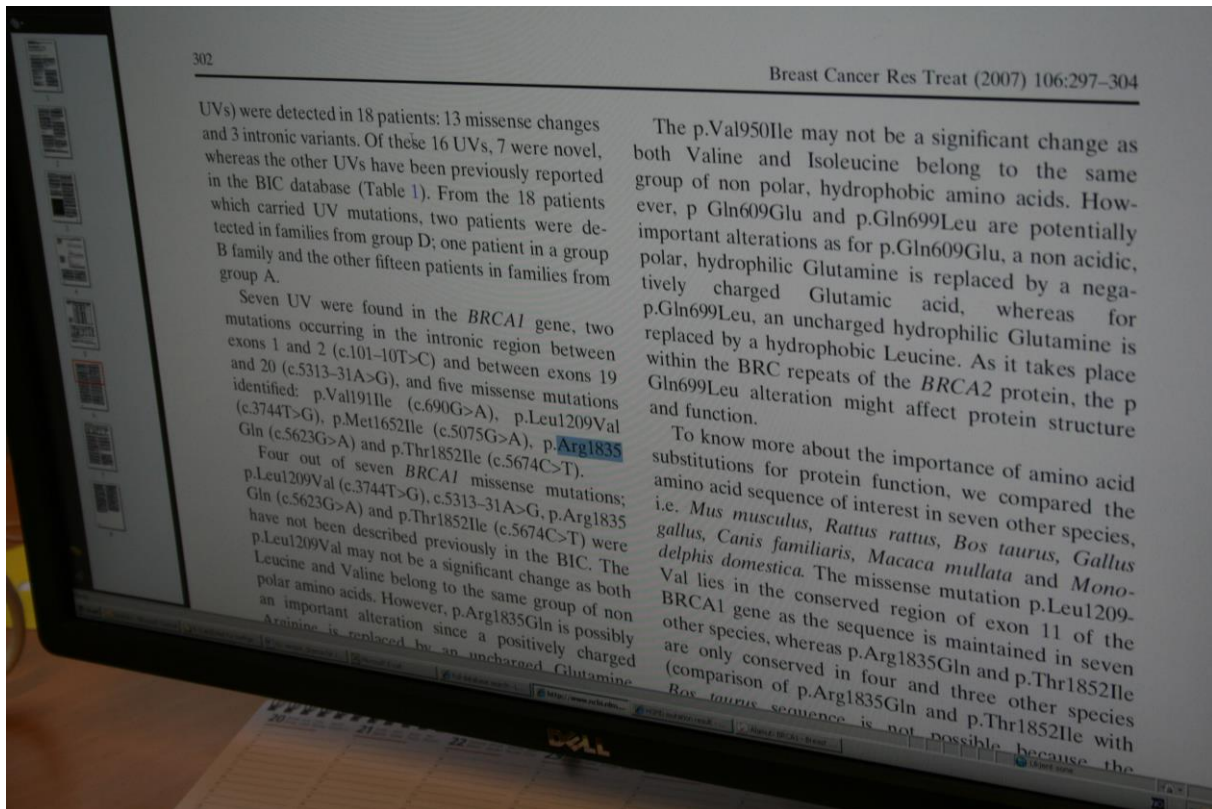 302
Breast Cancer Res Treat (2007) 106:297–304
UVs) were detected in 18 patients: 13 missense changes
and 3 intronic variants. Of these 16 UVs, 7 were novel,
whereas the other UVs have been previously reported
in the BIC database (Table 1). From the 18 patients
which carried UV mutations, two patients were de-
tected in families from group D; one patient in a group
B family and the other fifteen patients in families from
group A.
Seven UV were found in the BRCA1 gene, two
mutations occurring in the intronic region between
exons 1 and 2 (c.101–10T>C) and between exons 19
and 20 (c.5313–31A>G), and five missense mutations
identified: p.Val191Ile (c.690G>A), p.Leu1209Val
(c.3744T>G), p.Met1652Ile (c.5075G>A), p.Arg1835
Gln (c.5623G>A) and p.Thr1852Ile (c.5674C>T).
Four out of seven BRCA1 missense mutations;
p.Leu1209Val (c.3744T>G), c.5313–31A>G, p.Arg1835
Gln (c.5623G>A) and p.Thr1852Ile (c.5674C>T) were
have not been described previously in the BIC. The
p.Leu1209Val may not be a significant change as both
Leucine and Valine belong to the same group of non
polar amino acids. However, p.Arg1835Gln is possibly
an important alteration since a positively charged
Arginine is replaced by an uncharged Glutamine
The p.Val950Ile may not be a significant change as
both Valine and Isoleucine belong to the same
group of non polar, hydrophobic amino acids. How-
ever, p Gln609Glu and p.Gln699Leu are potentially
important alterations as for p.Gln609Glu, a non acidic,
polar, hydrophilic Glutamine is replaced by a nega-
tively charged Glutamic acid, whereas for
p.Gln699Leu, an uncharged hydrophilic Glutamine is
replaced by a hydrophobic Leucine. As it takes place
within the BRC repeats of the BRCA2 protein, the p
Gln699Leu alteration might affect protein structure
and function.
To know more about the importance of amino acid
substitutions for protein function, we compared the
amino acid sequence of interest in seven other species,
i.e. Mus musculus, Rattus rattus, Bos taurus, Gallus
gallus, Canis familiaris, Macaca mullata and Mono-
delphis domestica. The missense mutation p.Leu1209-
Val lies in the conserved region of exon 11 of the
BRCA1 gene as the sequence is maintained in seven
other species, whereas p.Arg1835Gln and p.Thr1852Ile
are only conserved in four and three other species
(comparison of p.Arg1835Gln and p.Thr1852Ile with
Bos taurus sequence is not possible because the
DELL
20
21
22